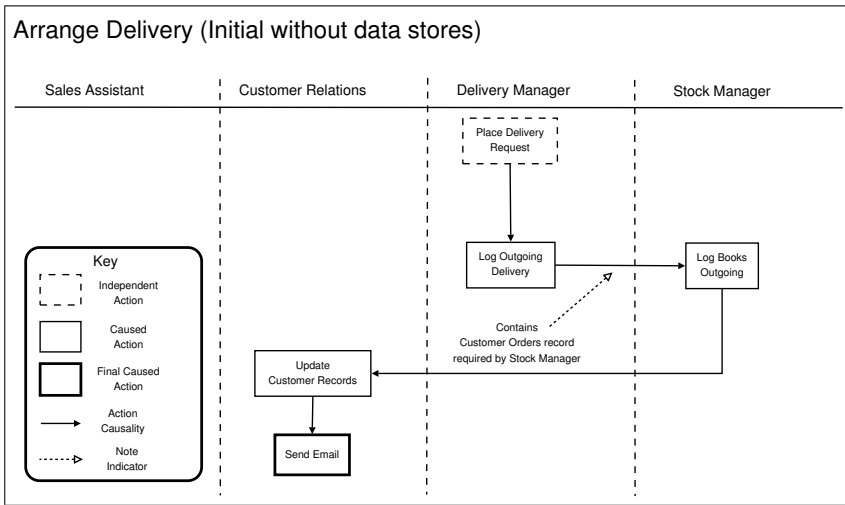 Arrange Delivery (Initial without data stores)
Sales Assistant
Customer Relations
Delivery Manager
Stock Manager
Place Delivery
Request
Log Outgoing
Delivery
Log Books
Outgoing
Contains
Customer Orders record
required by Stock Manager
Update
Customer Records
Send Email
Key
Independent
Action
Caused
Action
Final Caused
Action
Action
Causality
Note
Indicator